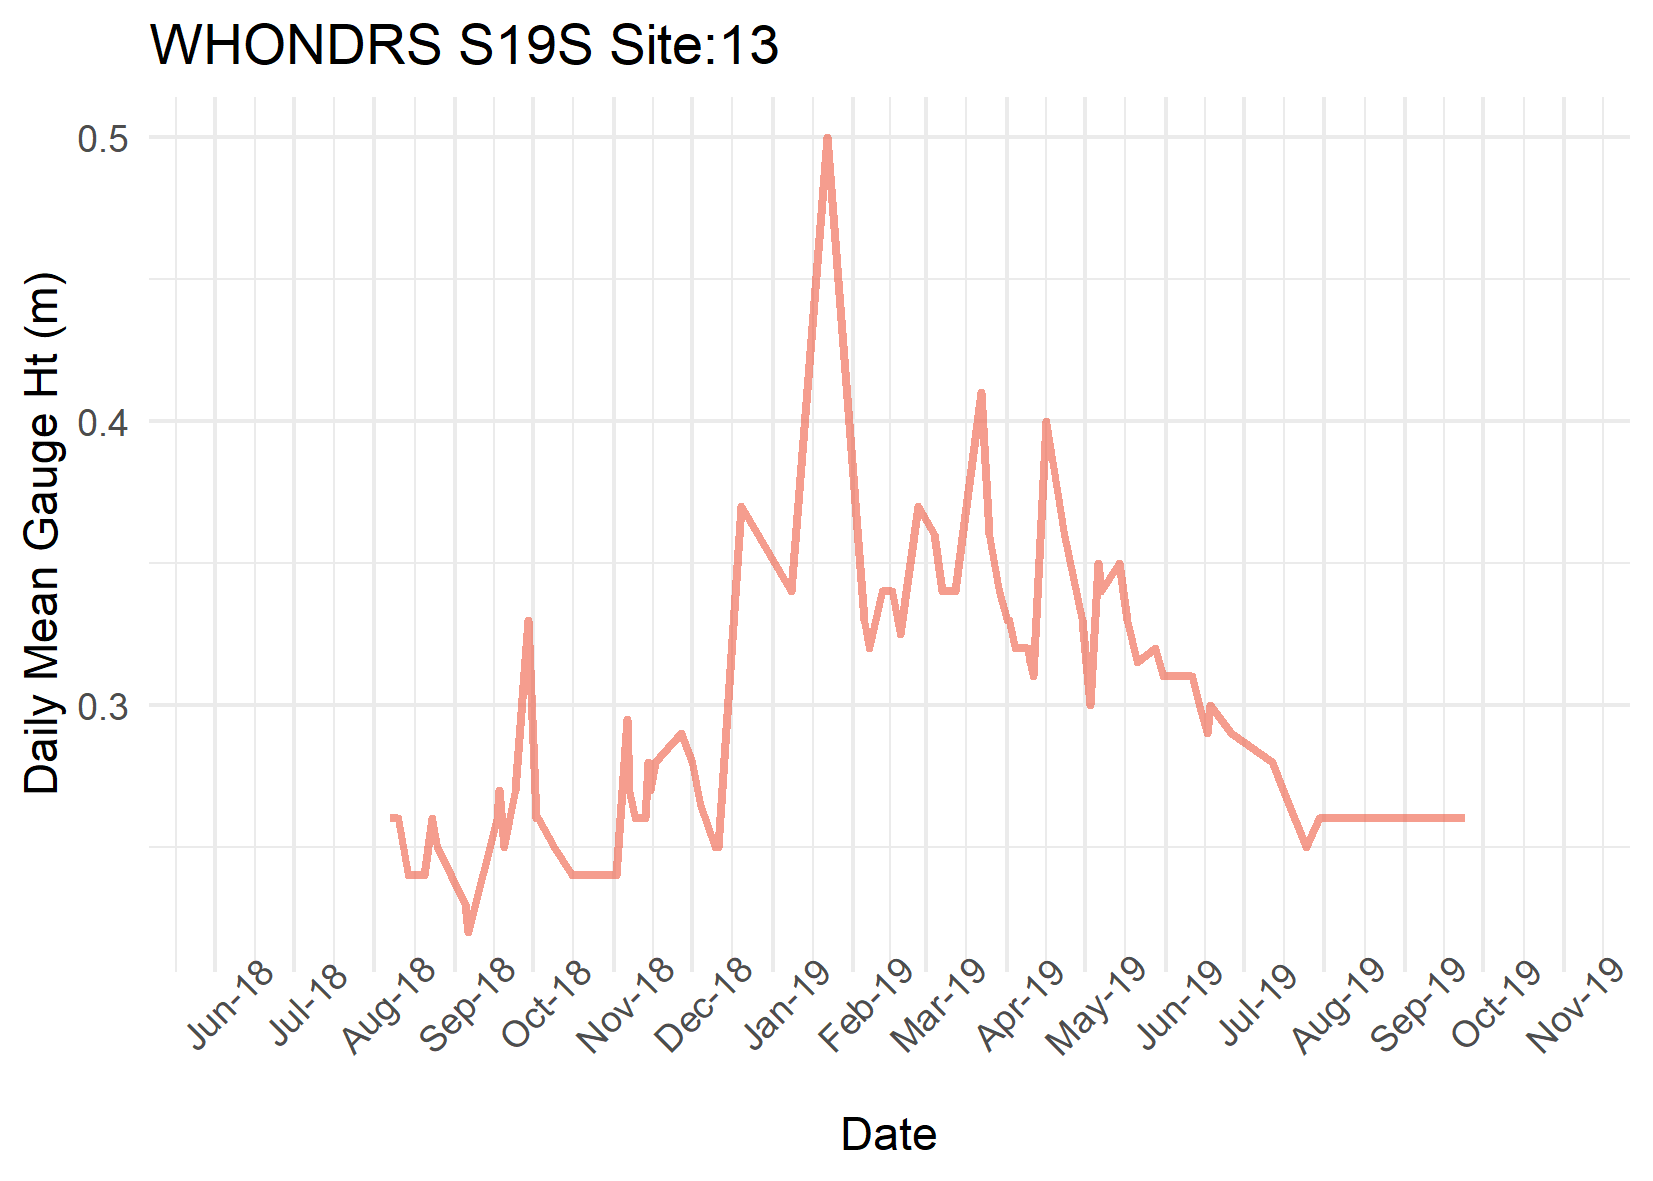 WHONDRS S19S Site:13
Daily Mean Gauge Ht (m)
0.5
0.4
0.3
Jun-18
Jul-18
Aug-18
Sep-18
Oct-18
Nov-18
Dec-18
Jan-19
Feb-19
Mar-19
Apr-19
May-19
Jun-19
Jul-19
Aug-19
Sep-19
Oct-19
Nov-19
Date